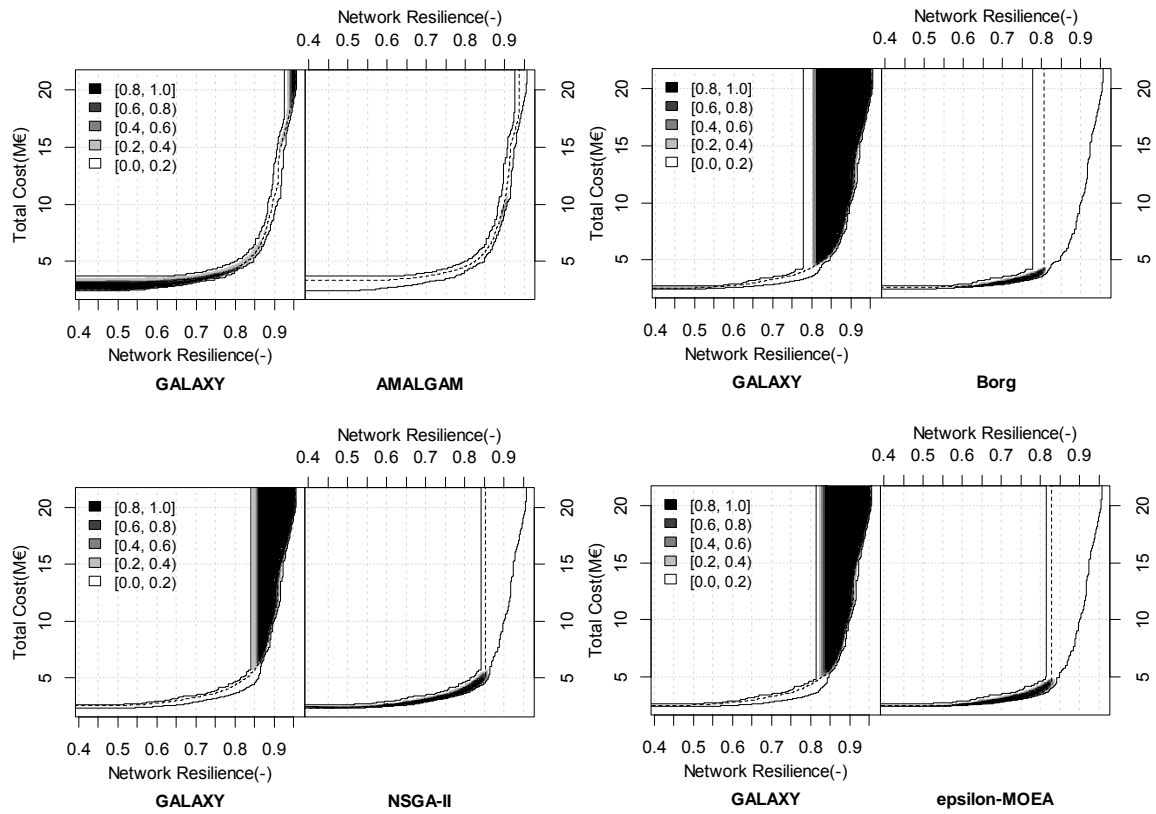 Network Resilience(-)
0.4 0.5 0.6 0.7 0.8 0.9
Total Cost(M€)
5 10 15 20
[0.8, 1.0]
[0.6, 0.8)
[0.4, 0.6)
[0.2, 0.4)
[0.0, 0.2)
5 10 15 20
0.4 0.5 0.6 0.7 0.8 0.9
Network Resilience(-)
GALAXY AMALGAM
Network Resilience(-)
0.4 0.5 0.6 0.7 0.8 0.9
Total Cost(M€)
5 10 15 20
[0.8, 1.0]
[0.6, 0.8)
[0.4, 0.6)
[0.2, 0.4)
[0.0, 0.2)
5 10 15 20
0.4 0.5 0.6 0.7 0.8 0.9
Network Resilience(-)
GALAXY Borg
Network Resilience(-)
0.4 0.5 0.6 0.7 0.8 0.9
Total Cost(M€)
5 10 15 20
[0.8, 1.0]
[0.6, 0.8)
[0.4, 0.6)
[0.2, 0.4)
[0.0, 0.2)
5 10 15 20
0.4 0.5 0.6 0.7 0.8 0.9
Network Resilience(-)
GALAXY NSGA-II
Network Resilience(-)
0.4 0.5 0.6 0.7 0.8 0.9
Total Cost(M€)
5 10 15 20
[0.8, 1.0]
[0.6, 0.8)
[0.4, 0.6)
[0.2, 0.4)
[0.0, 0.2)
5 10 15 20
0.4 0.5 0.6 0.7 0.8 0.9
Network Resilience(-)
GALAXY epsilon-MOEA